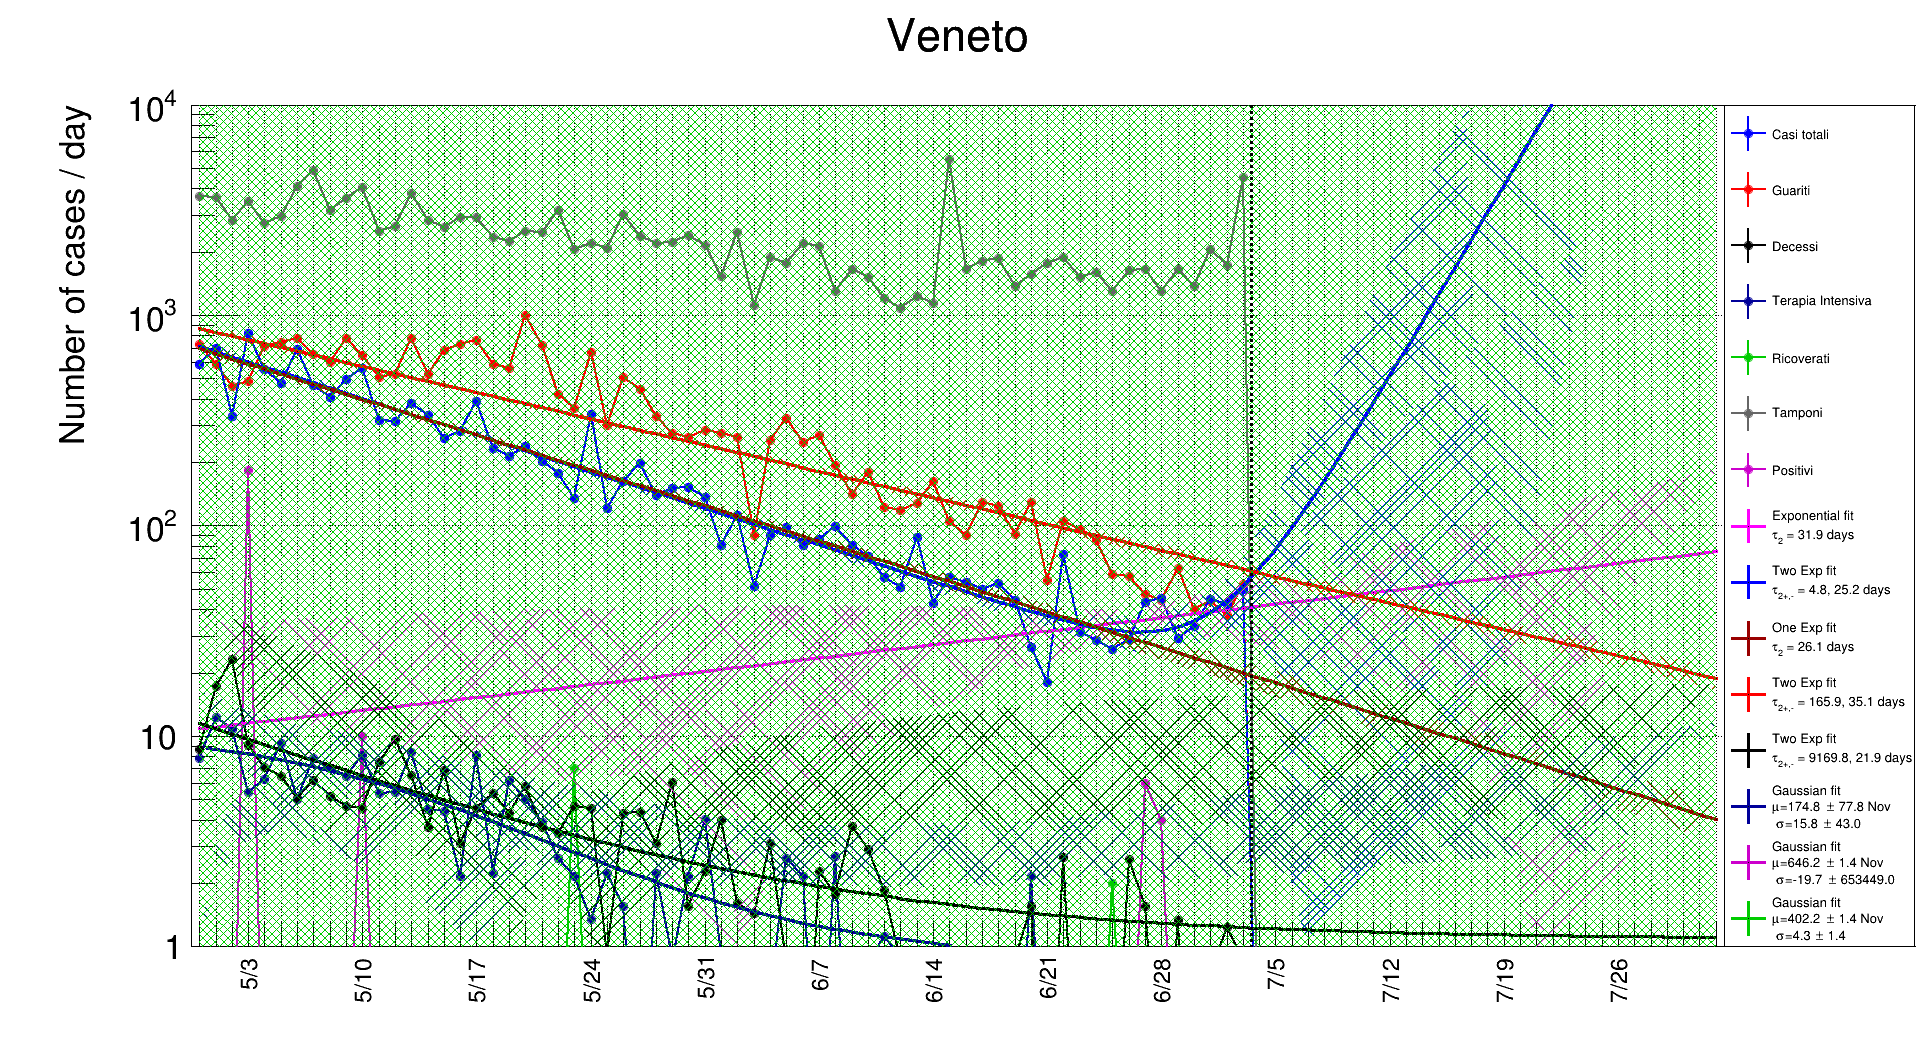 Veneto
Number of cases / day
10⁴
10³
10²
10
1
5/3
5/10
5/17
5/24
5/31
6/7
6/14
6/21
6/28
7/5
7/12
7/19
7/26
Casi totali
Guariti
Decessi
Terapia Intensiva
Ricoverati
Tamponi
Positivi
Exponential fit
τ₂ = 31.9 days
Two Exp fit
τ₂₊,₋ = 4.8, 25.2 days
One Exp fit
τ₂ = 26.1 days
Two Exp fit
τ₂₊,₋ = 165.9, 35.1 days
Two Exp fit
τ₂₊,₋ = 9169.8, 21.9 days
Gaussian fit
μ=174.8 ± 77.8 Nov
σ=15.8 ± 43.0
Gaussian fit
μ=646.2 ± 1.4 Nov
σ=-19.7 ± 653449.0
Gaussian fit
μ=402.2 ± 1.4 Nov
σ=4.3 ± 1.4